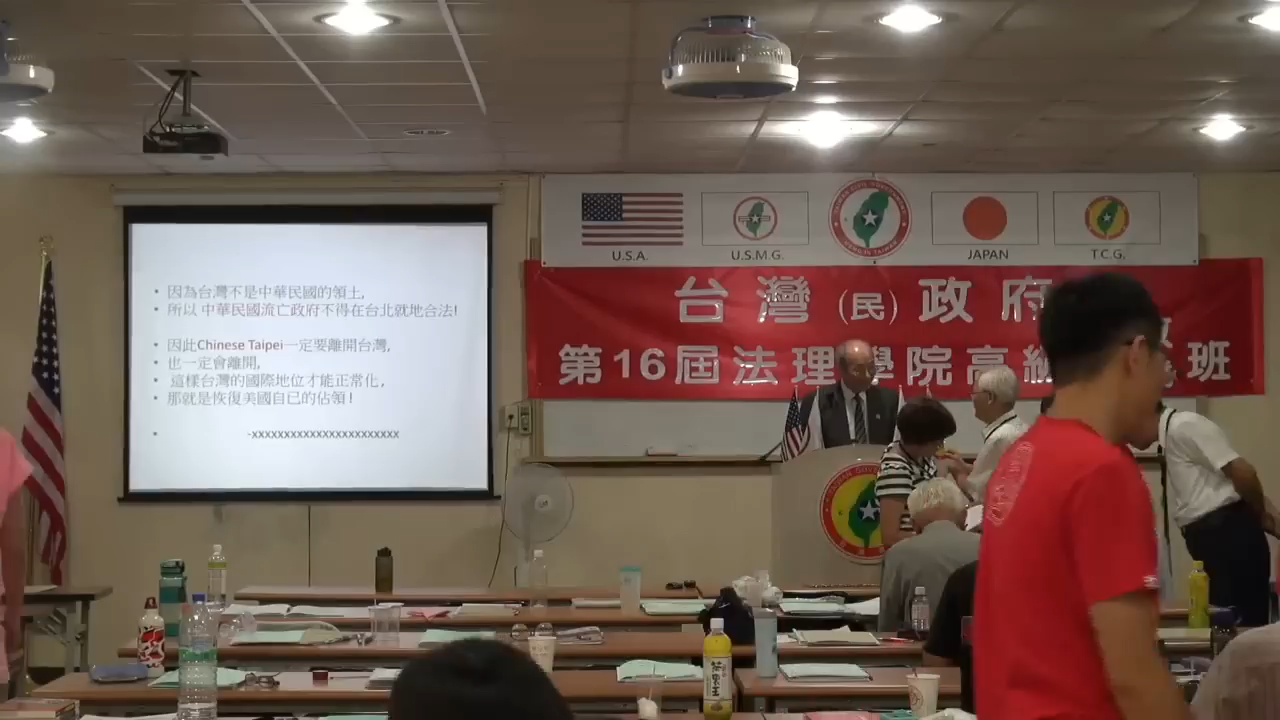 因為台灣不是中華民國的領土,
所以 中華民國流亡政府不得在台北就地合法!
因此Chinese Taipei一定要離開台灣,
也一定會離開,
這樣台灣的國際地位才能正常化,
那就是恢復美國自已的佔領!
-xxxxxxxxxxxxxxxxxxxxxxx
U.S.A.
U.S.M.G.
JAPAN
T.C.G.
台灣(民)政府
第16屆法理學院高級 班